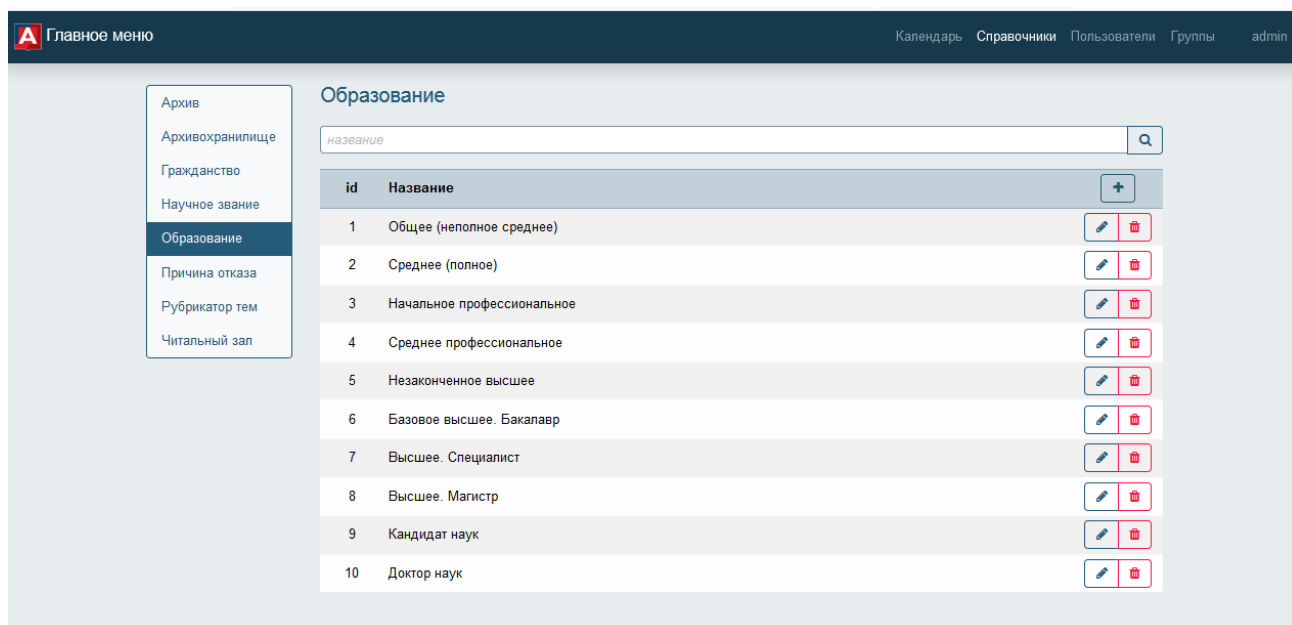 А Главное меню
Календарь Справочники Пользователи Группы admin
Архив
Архивохранилище
Гражданство
Научное звание
Образование
Причина отказа
Рубрикатор тем
Читальный зал
Образование
название
id Название
1 Общее (неполное среднее)
2 Среднее (полное)
3 Начальное профессиональное
4 Среднее профессиональное
5 Незаконченное высшее
6 Базовое высшее. Бакалавр
7 Высшее. Специалист
8 Высшее. Магистр
9 Кандидат наук
10 Доктор наук